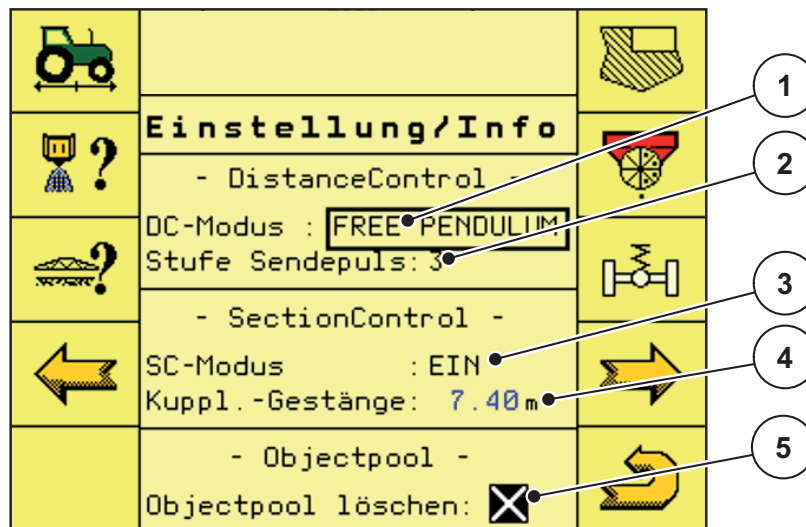 Einstellung/Info
- DistanceControl -
DC-Modus : FREE PENDULUM
Stufe Sendepuls: 3
- SectionControl -
SC-Modus : EIN
Kuppl.-Gestänge: 7.40 m
- Objectpool -
Objectpool löschen:
?
?
1
2
3
4
5